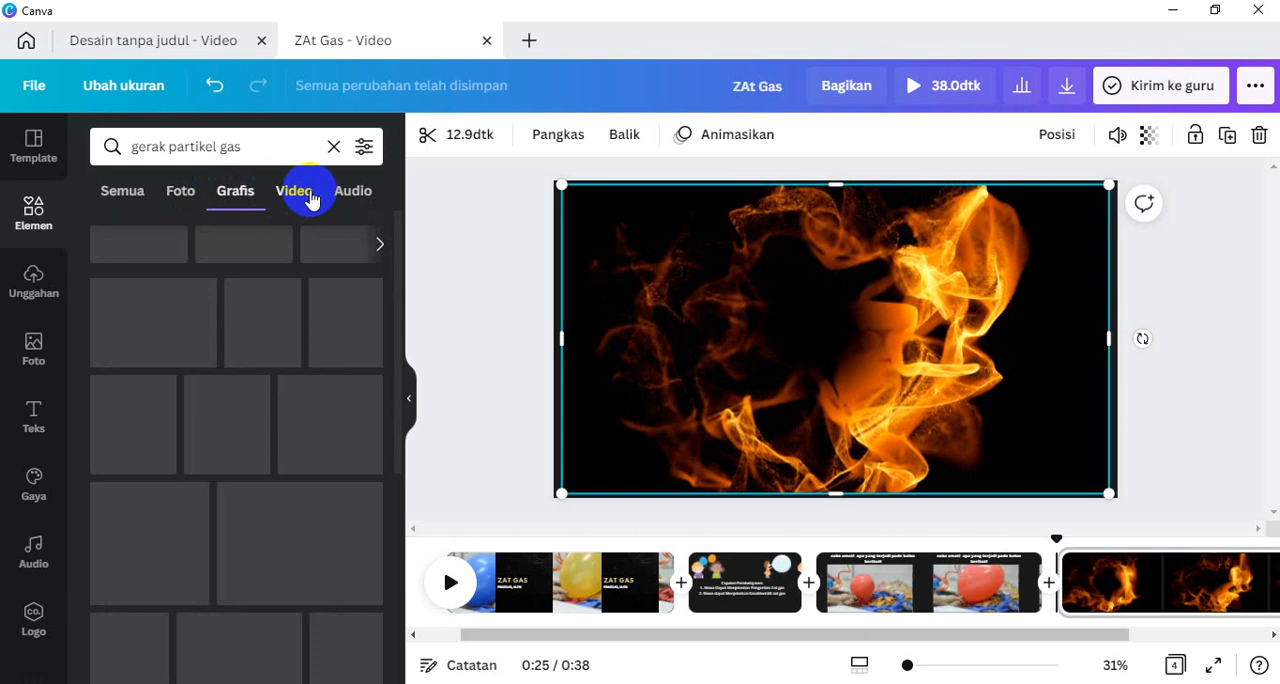 Canva
Desain tanpa judul - Video
ZAt Gas - Video
File
Ubah ukuran
Semua perubahan telah disimpan
ZAt Gas
Bagikan
38.0dtk
Kirim ke guru
Template
Elemen
Unggahan
Foto
Teks
Gaya
Audio
CO.
Logo
gerak partikel gas
Semua
Foto
Grafis
Video
Audio
12.9dtk
Pangkas
Balik
Animasikan
Posisi
ZAT GAS
ZAT GAS
Catatan
0:25 / 0:38
31%
4